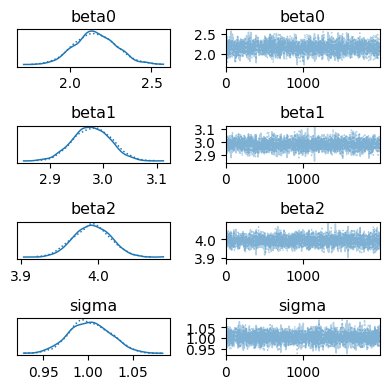 beta0 beta0
2.5
2.0
2.0 2.5 0 1000
beta1 beta1
3.1
3.0
2.9
2.9 3.0 3.1 0 1000
beta2 beta2
4.0
3.9
3.9 4.0 0 1000
sigma sigma
1.05
1.00
0.95
0.95 1.00 1.05 0 1000